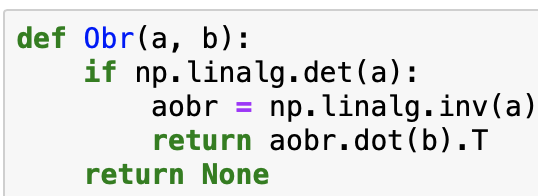 def Obr(a, b):
    if np.linalg.det(a):
        aobr = np.linalg.inv(a)
        return aobr.dot(b).T
    return None